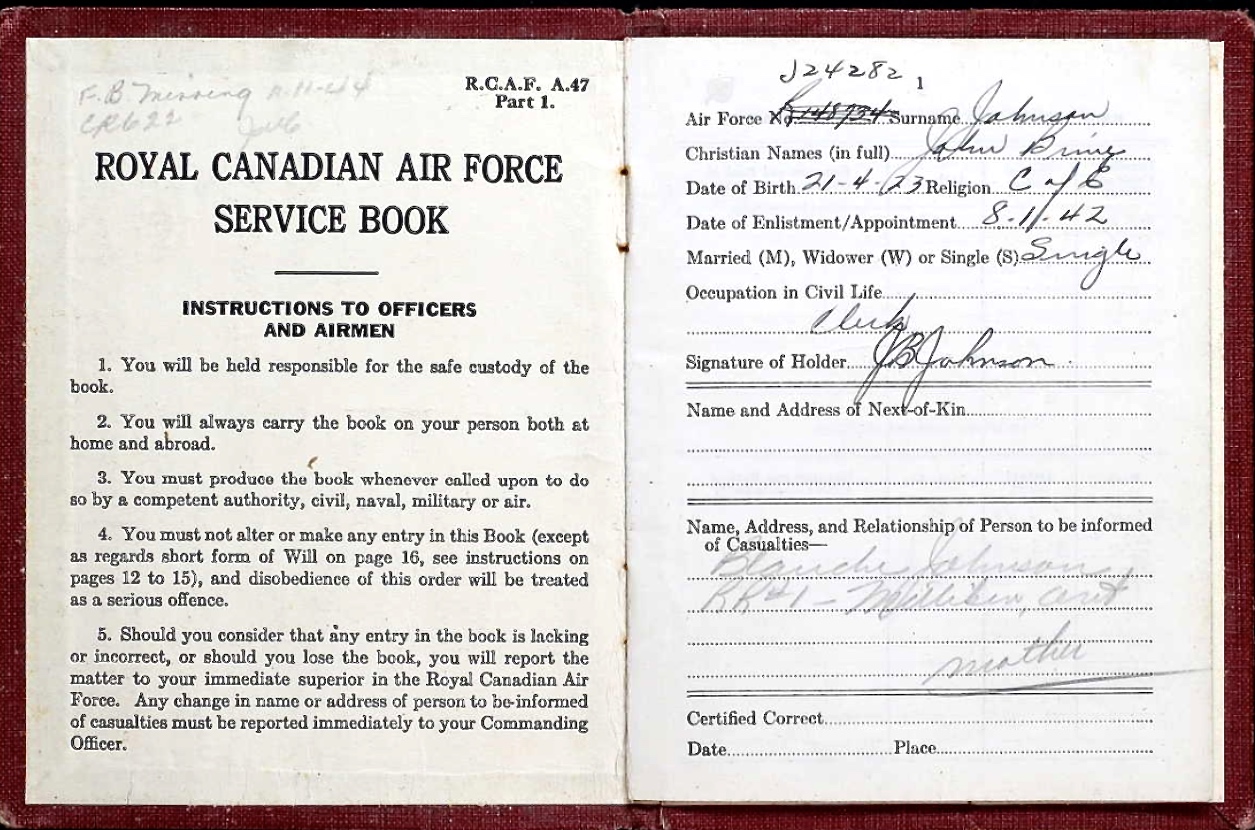 F.B. Missing
CR622
R.C.A.F. A.47
Part 1.
ROYAL CANADIAN AIR FORCE
SERVICE BOOK
INSTRUCTIONS TO OFFICERS
AND AIRMEN
1. You will be held responsible for the safe custody of the
book.
2. You will always carry the book on your person both at
home and abroad.
3. You must produce the book whenever called upon to do
so by a competent authority, civil, naval, military or air.
4. You must not alter or make any entry in this Book (except
as regards short form of Will on page 16, see instructions on
pages 12 to 15), and disobedience of this order will be treated
as a serious offence.
5. Should you consider that any entry in the book is lacking
or incorrect, or should you lose the book, you will report the
matter to your immediate superior in the Royal Canadian Air
Force. Any change in name or address of person to be-informed
of casualties must be reported immediately to your Commanding
Officer.
J24282
1
Air Force No. Surname Johnson
Christian Names (in full) John
Date of Birth 21-4-23 Religion C of E
Date of Enlistment/Appointment 8-11-42
Married (M), Widower (W) or Single (S) Single
Occupation in Civil Life
Clerk
Signature of Holder JBJohnson
Name and Address of Next-of-Kin
Name, Address, and Relationship of Person to be informed
of Casualties—
Blanche Johnson
RR#1 - Milliken, Ont
mother
Certified Correct
Date Place